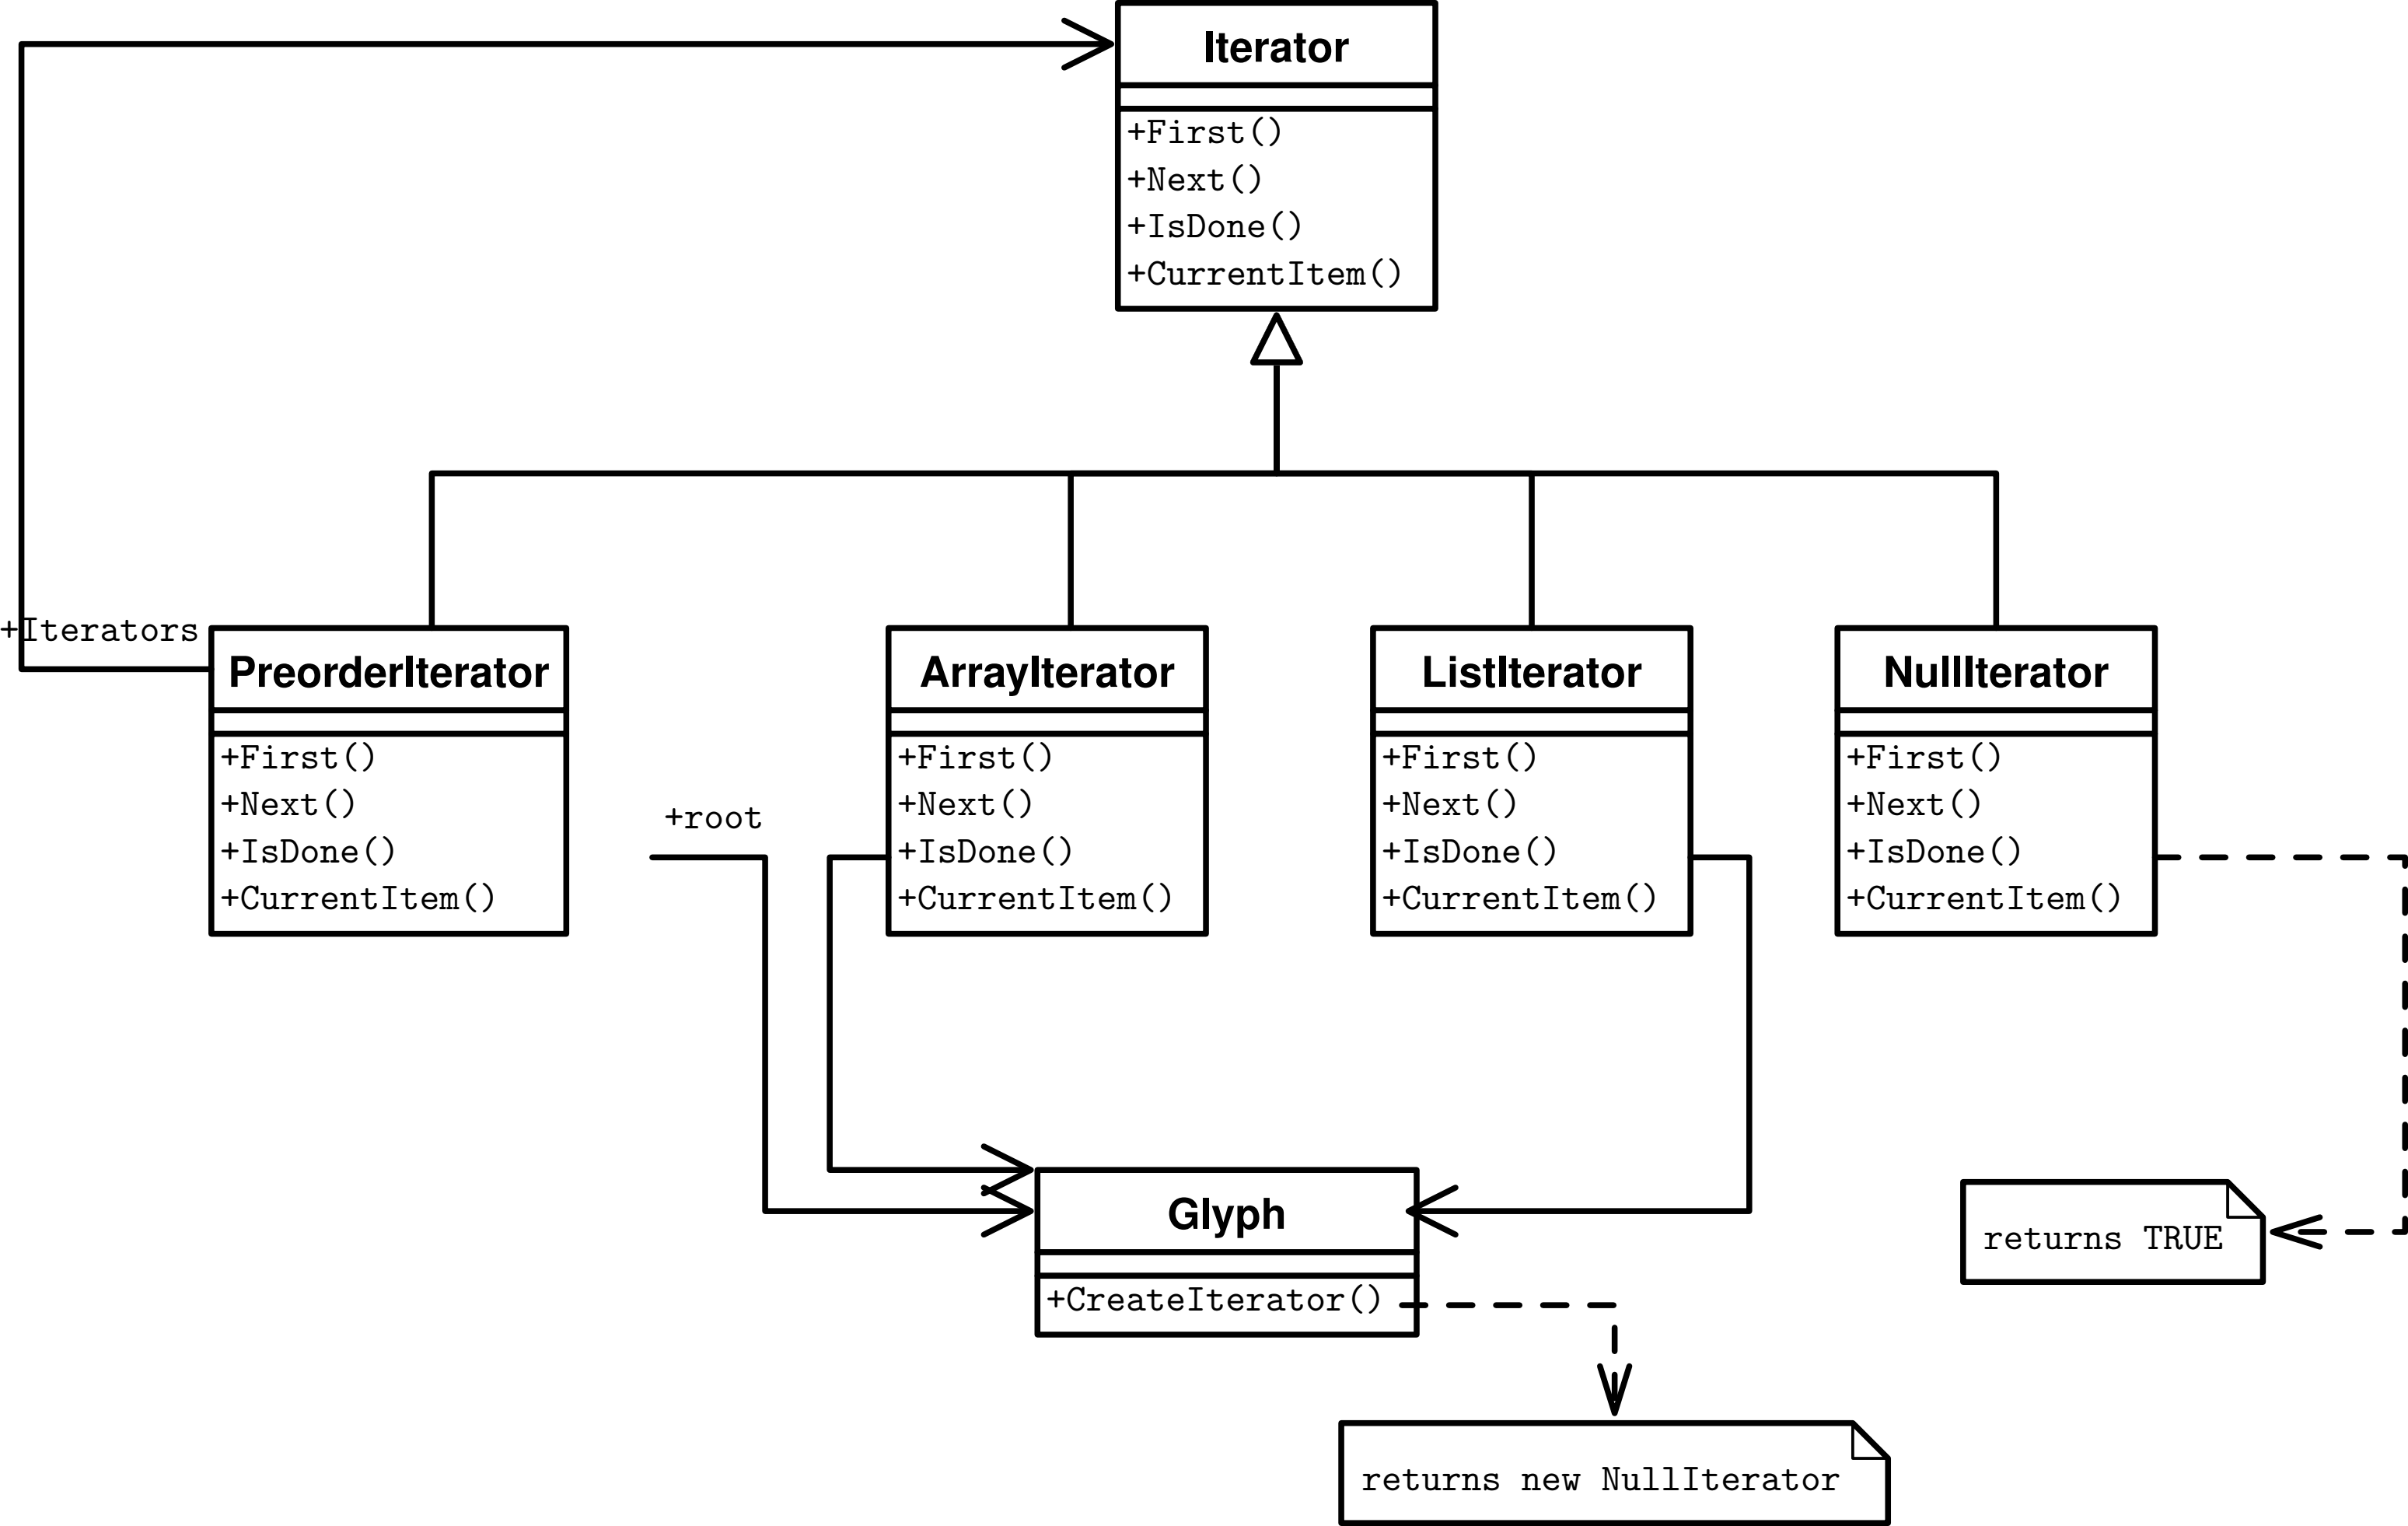 Iterator
+First()
+Next()
+IsDone()
+CurrentItem()
+Iterators
PreorderIterator
+First()
+Next()
+IsDone()
+CurrentItem()
+root
ArrayIterator
+First()
+Next()
+IsDone()
+CurrentItem()
ListIterator
+First()
+Next()
+IsDone()
+CurrentItem()
NullIterator
+First()
+Next()
+IsDone()
+CurrentItem()
Glyph
+CreateIterator()
returns TRUE
returns new NullIterator